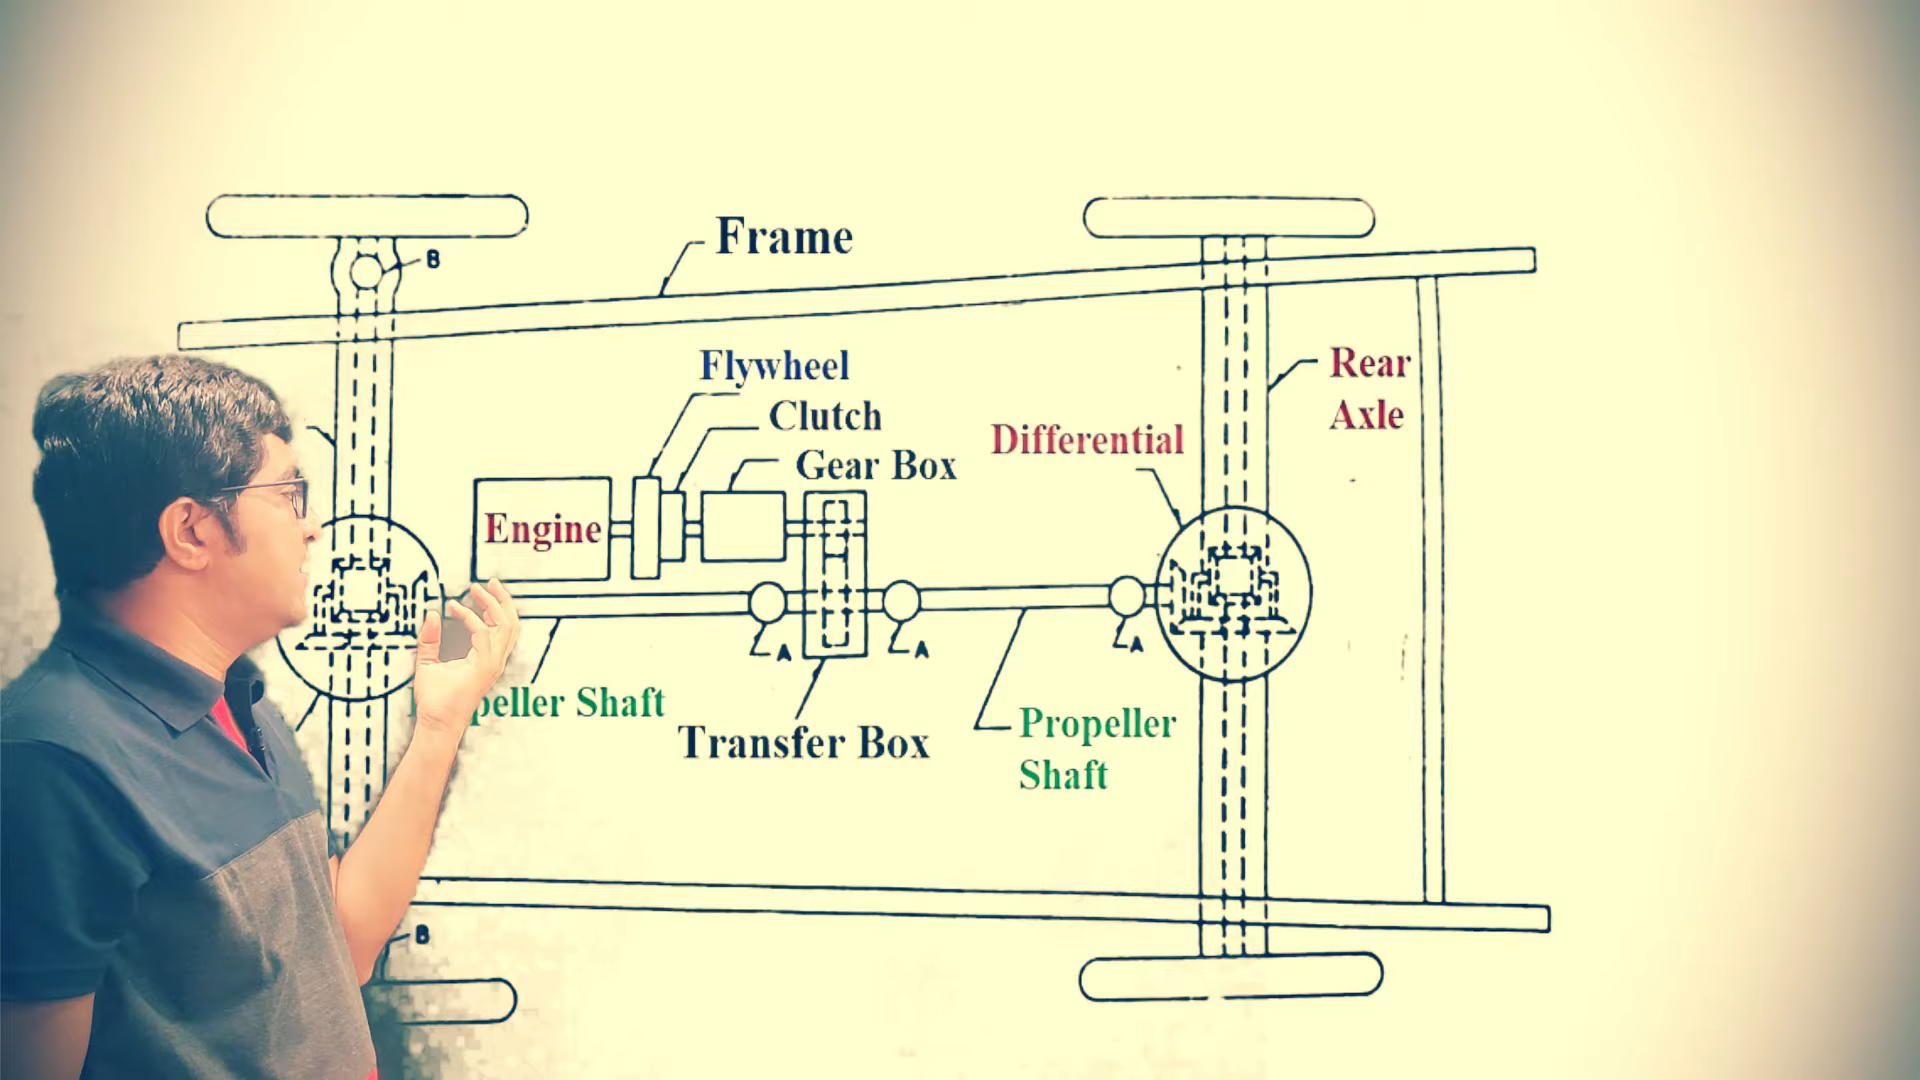 Frame
B
Flywheel
Clutch
Gear Box
Rear
Axle
Differential
Engine
A
A
A
peller Shaft
Transfer Box
Propeller
Shaft
B